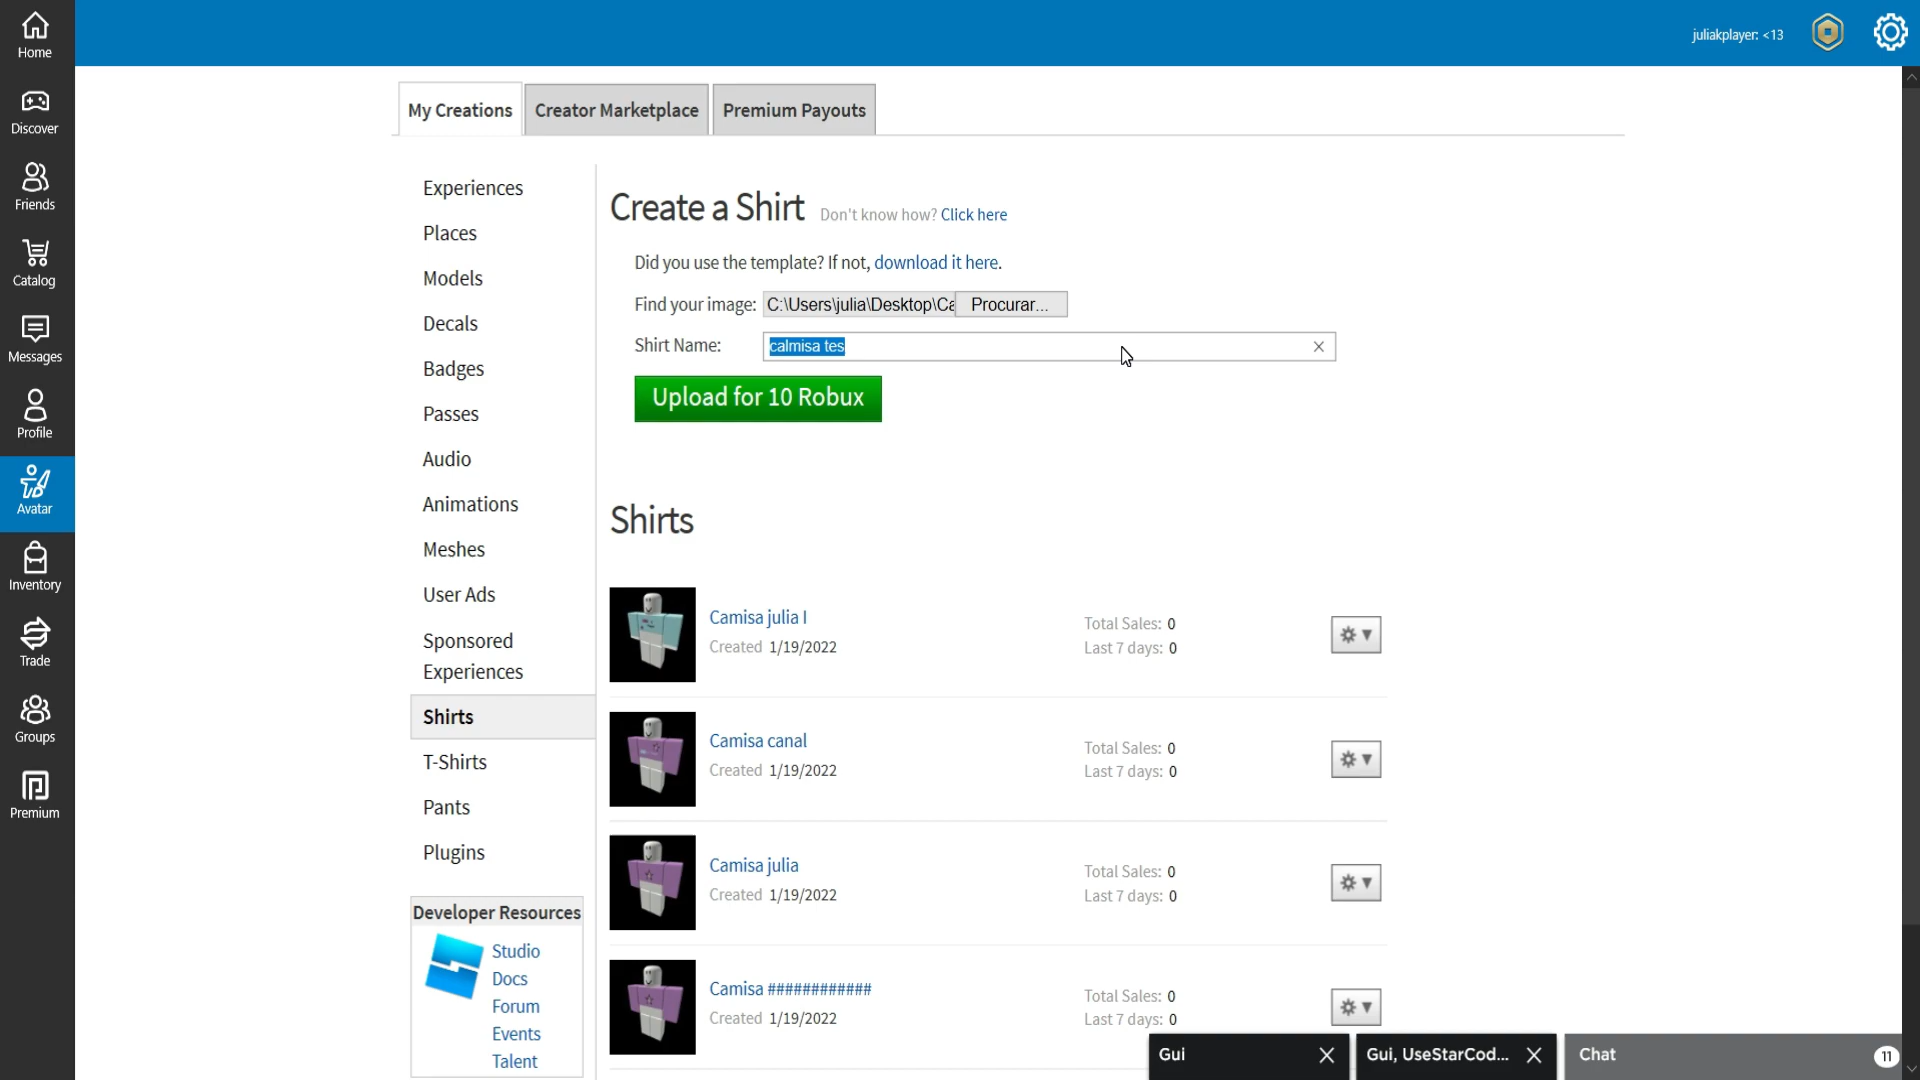 Home
Discover
Friends
Catalog
Messages
Profile
Avatar
Inventory
Trade
Groups
Premium
juliakplayer: <13
My Creations
Creator Marketplace
Premium Payouts
Experiences
Places
Models
Decals
Badges
Passes
Audio
Animations
Meshes
User Ads
Sponsored
Experiences
Shirts
T-Shirts
Pants
Plugins
Developer Resources
Studio
Docs
Forum
Events
Talent
Create a Shirt Don't know how? Click here
Did you use the template? If not, download it here.
Find your image: C:\Users\julia\Desktop\Ca Procurar...
Shirt Name: calmisa tes
Upload for 10 Robux
Shirts
Camisa julia I
Created 1/19/2022
Total Sales: 0
Last 7 days: 0
Camisa canal
Created 1/19/2022
Total Sales: 0
Last 7 days: 0
Camisa julia
Created 1/19/2022
Total Sales: 0
Last 7 days: 0
Camisa ############
Created 1/19/2022
Total Sales: 0
Last 7 days: 0
Gui
Gui, UseStarCod...
Chat
11